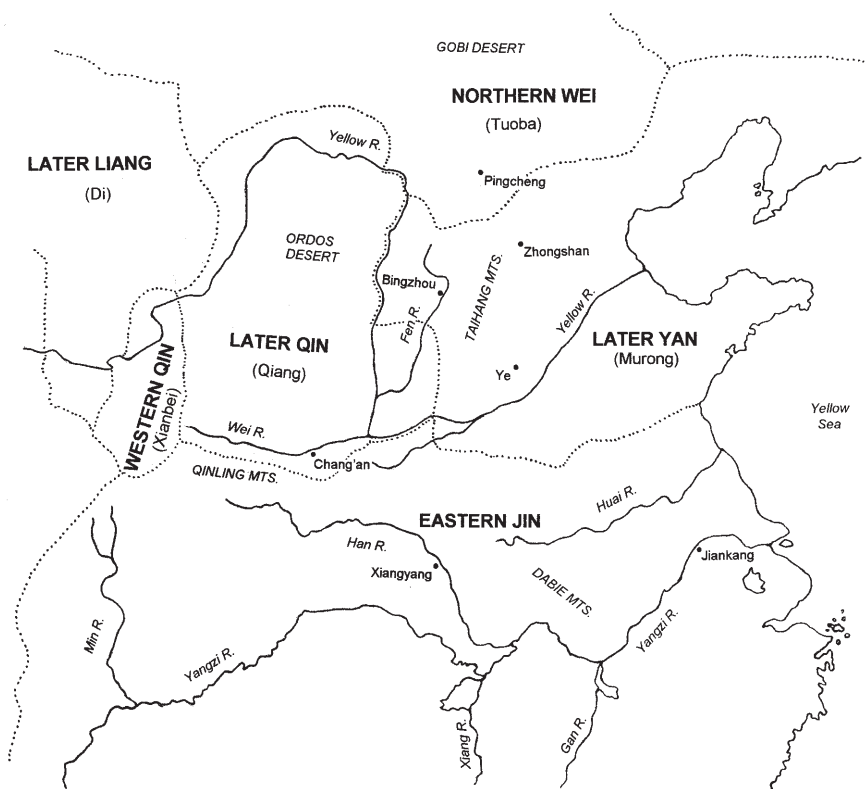 GOBI DESERT
NORTHERN WEI
(Tuoba)
Yellow R.
LATER LIANG
(Di)
Pingcheng
ORDOS
DESERT
Zhongshan
Bingzhou
TAIHANG MTS.
Fen R.
Yellow R.
LATER QIN
(Qiang)
LATER YAN
(Murong)
Ye
WESTERN QIN
(Xianbei)
Yellow
Sea
Wei R.
Chang'an
QINLING MTS.
Huai R.
EASTERN JIN
Han R.
Jiankang
Xiangyang
DABIE MTS.
Min R.
Yangzi R.
Yangzi R.
Xiang R.
Gan R.